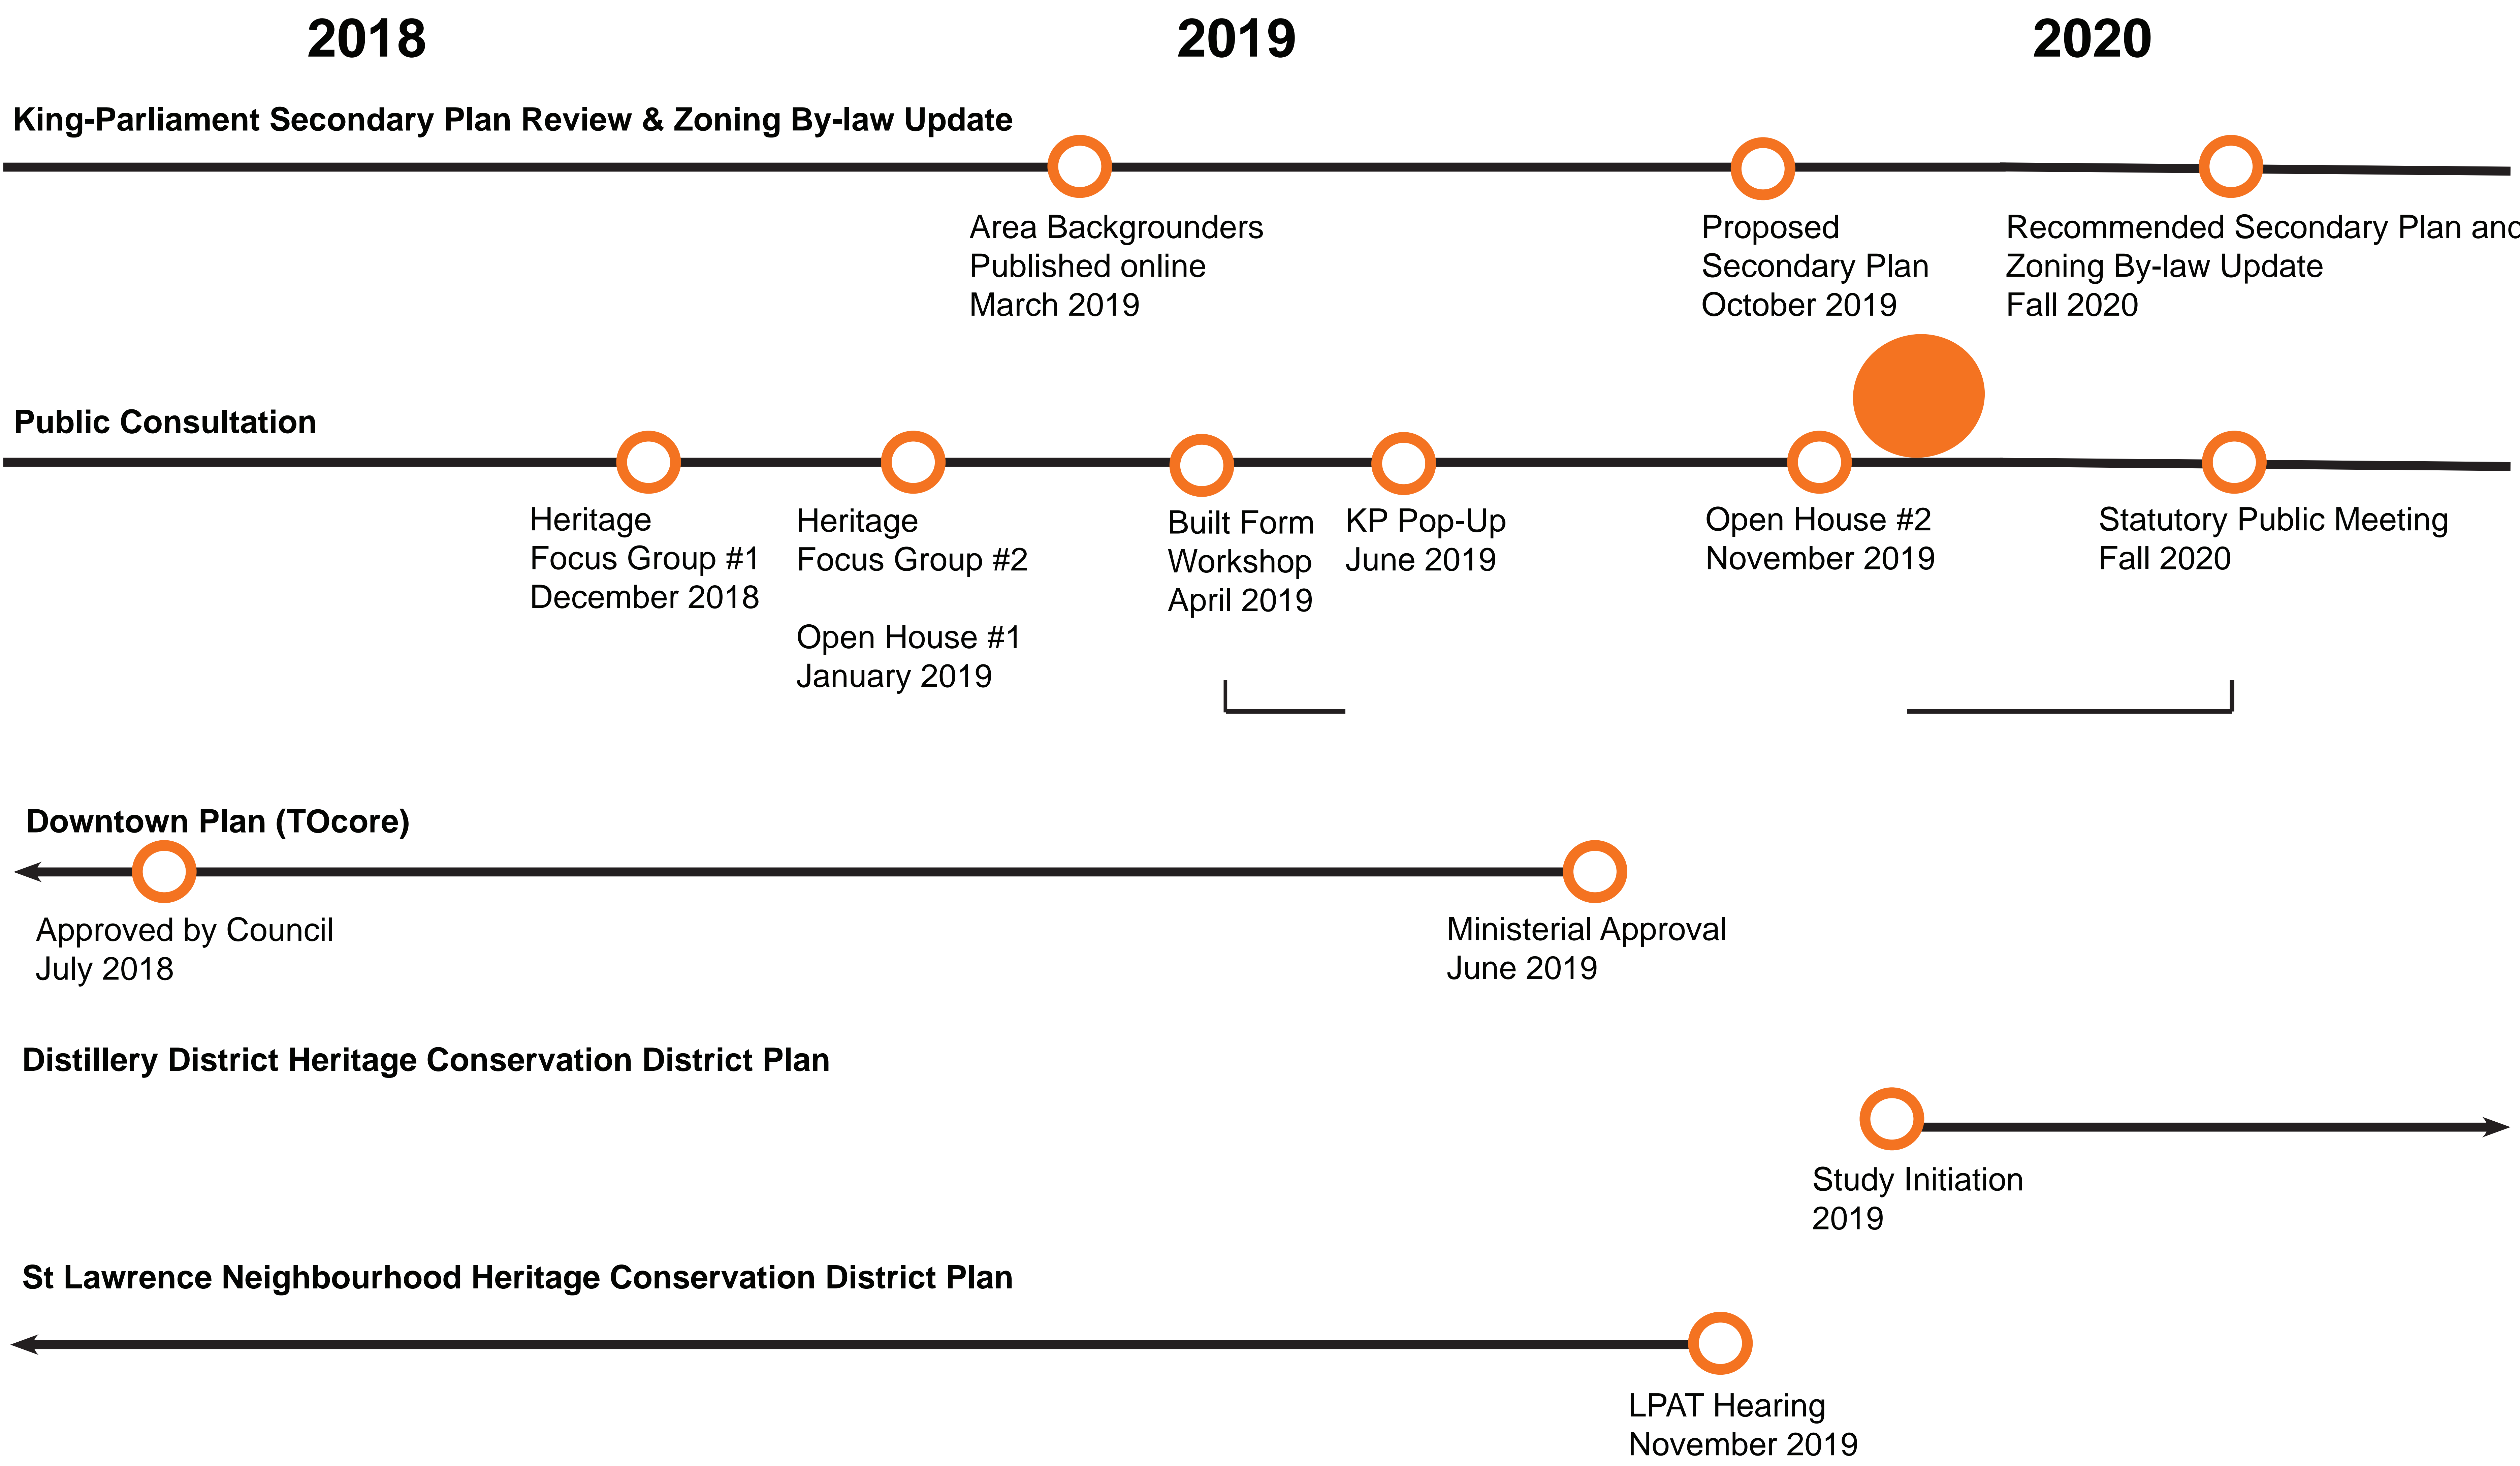 2018
2019
2020
King-Parliament Secondary Plan Review & Zoning By-law Update
Area Backgrounders
Published online
March 2019
Proposed
Secondary Plan
October 2019
Recommended Secondary Plan and
Zoning By-law Update
Fall 2020
Public Consultation
Heritage
Focus Group #1
December 2018
Heritage
Focus Group #2
Open House #1
January 2019
Built Form
Workshop
April 2019
KP Pop-Up
June 2019
Open House #2
November 2019
Statutory Public Meeting
Fall 2020
Downtown Plan (TOcore)
Approved by Council
July 2018
Ministerial Approval
June 2019
Distillery District Heritage Conservation District Plan
Study Initiation
2019
St Lawrence Neighbourhood Heritage Conservation District Plan
LPAT Hearing
November 2019